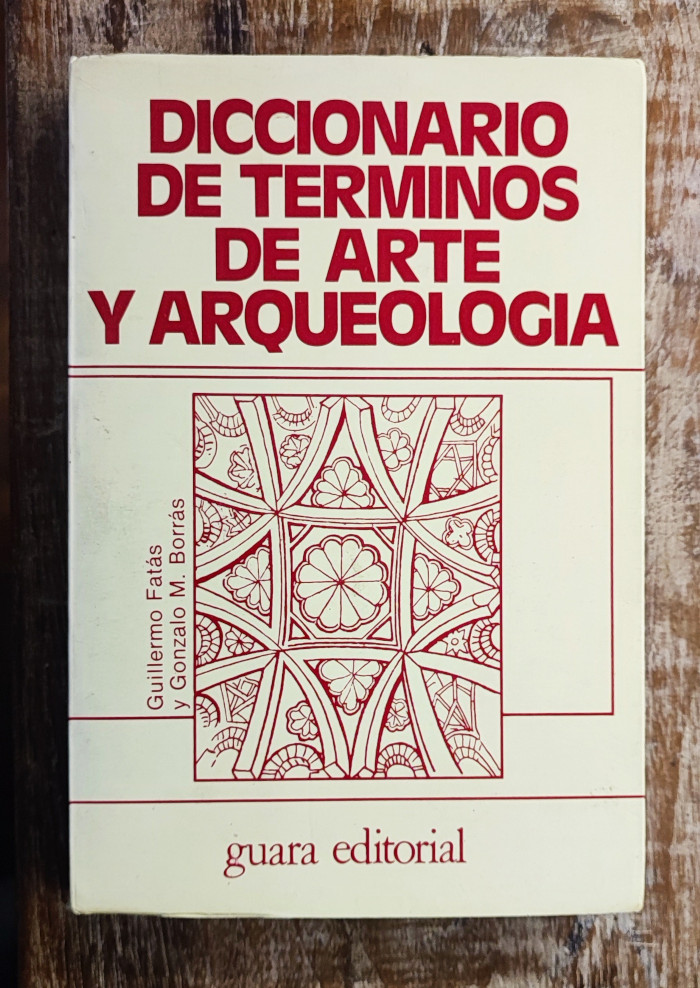 DICCIONARIO
DE TERMINOS
DE ARTE
Y ARQUEOLOGIA
Guillermo Fatás
y Gonzalo M. Borrás
guara editorial